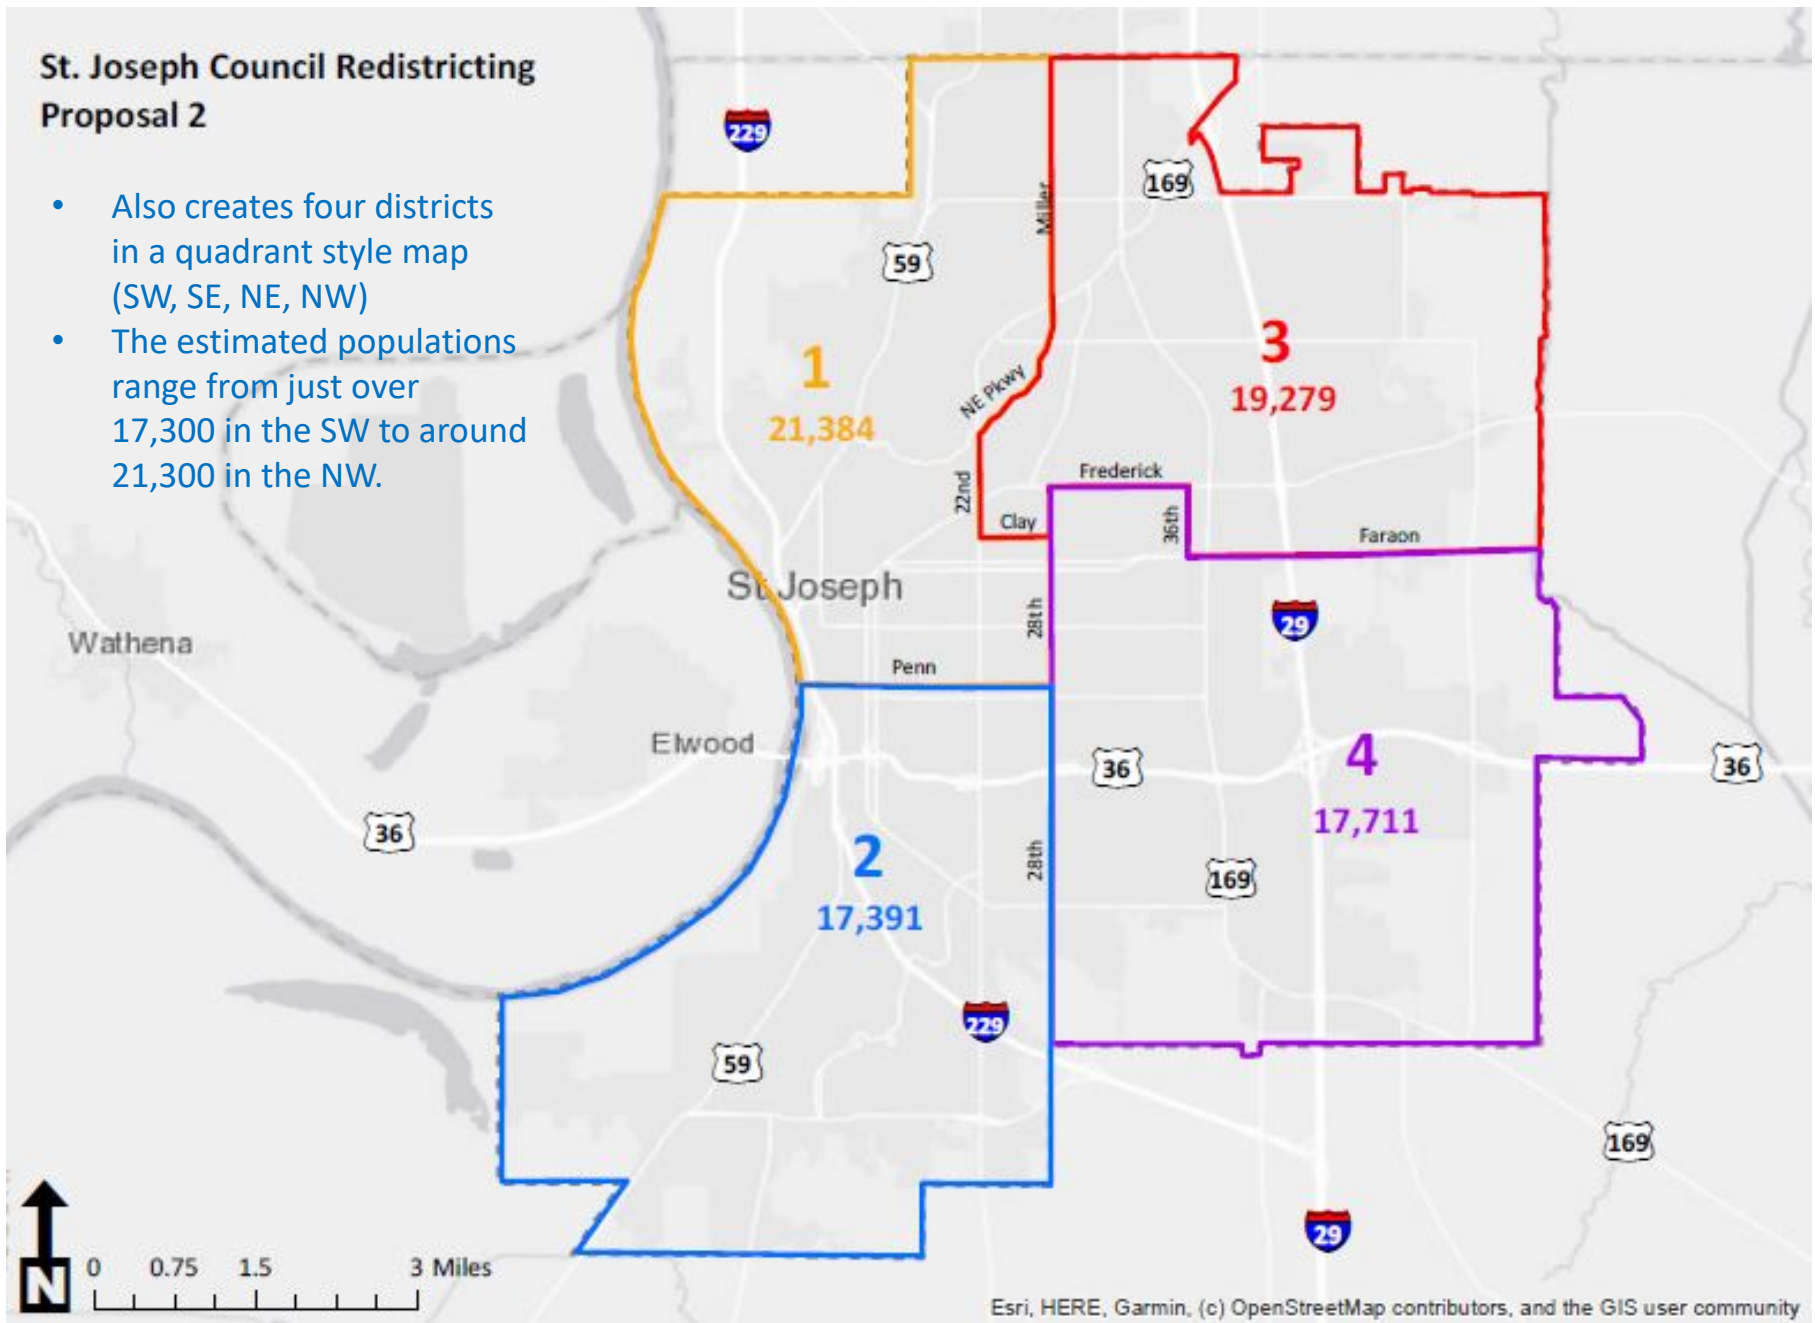 St. Joseph Council Redistricting
Proposal 2
• Also creates four districts
in a quadrant style map
(SW, SE, NE, NW)
• The estimated populations
range from just over
17,300 in the SW to around
21,300 in the NW.
229
169
Miller
59
1
21,384
NE Pkwy
3
19,279
22nd
Clay
Frederick
36th
Faraon
St Joseph
28th
29
Wathena
Penn
Elwood
36
4
17,711
36
36
2
17,391
28th
169
229
59
169
29
N
0 0.75 1.5 3 Miles
Esri, HERE, Garmin, (c) OpenStreetMap contributors, and the GIS user community